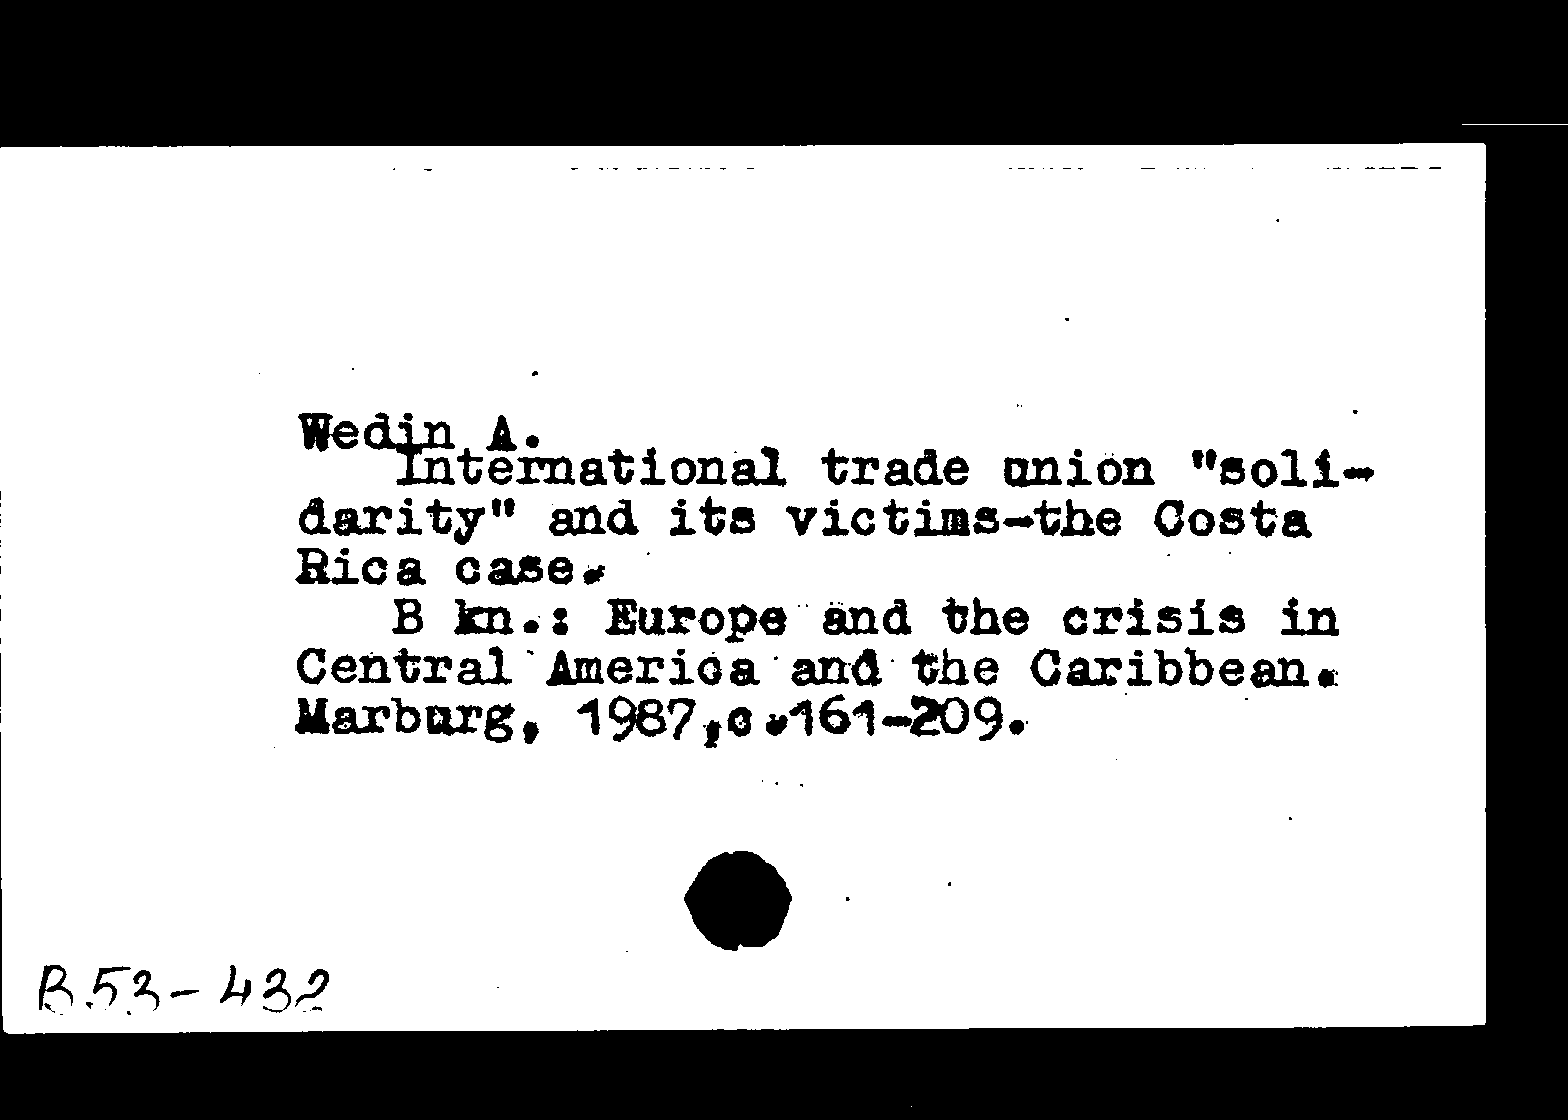 Wedin A.
International trade union "soli-
darity" and its victims-the Costa
Rica case.
B kn.: Europe and the crisis in
Central America and the Caribbean.
Marburg, 1987,c.161-209.
B53-432